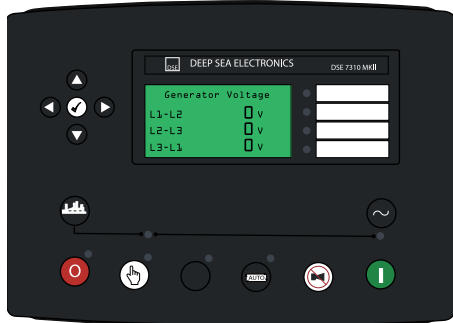 DSE DEEP SEA ELECTRONICS DSE 7310 MKII
Generator Voltage
L1-L2 0 V
L2-L3 0 V
L3-L1 0 V
O AUTO I